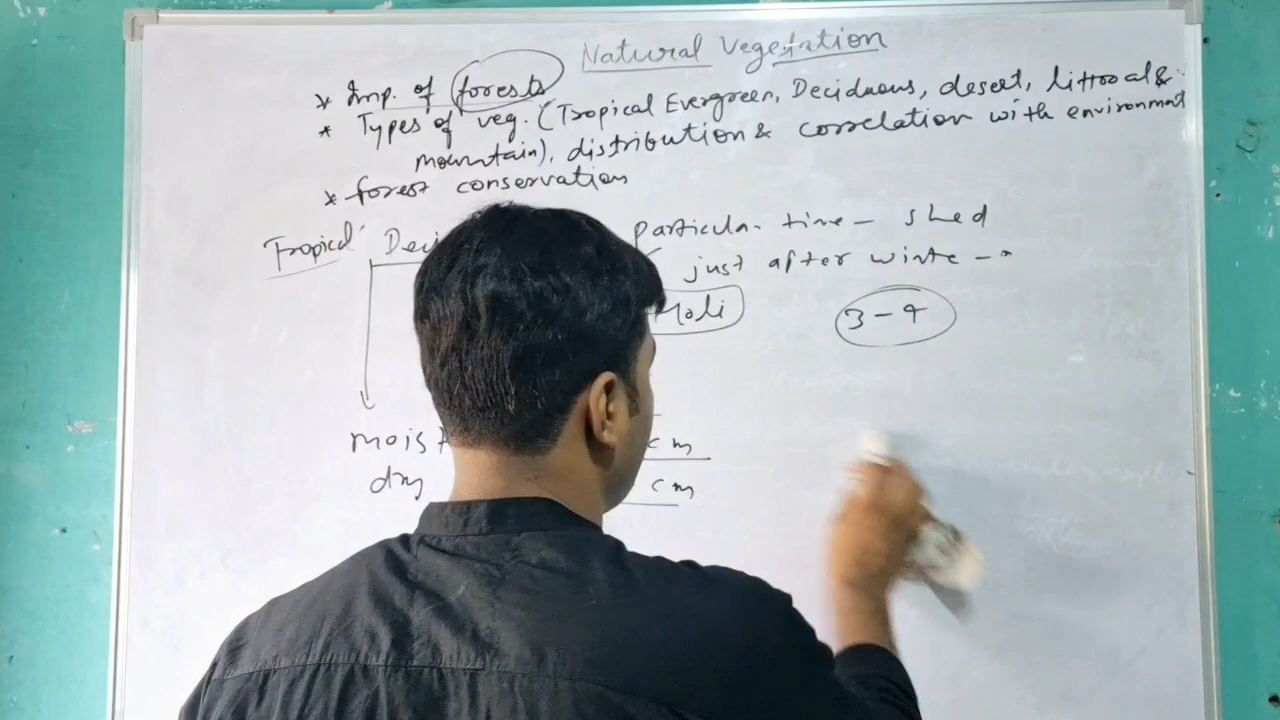 Natural Vegetation
* Imp. of forests
* Types of veg. (Tropical Evergreen, Deciduous, desert, littoral &
mountain), distribution & correlation with environment
* forest conservation
Tropical Deci
particular time - shed
just after winte - -
Holi
3 - 4
moist cm
dry cm